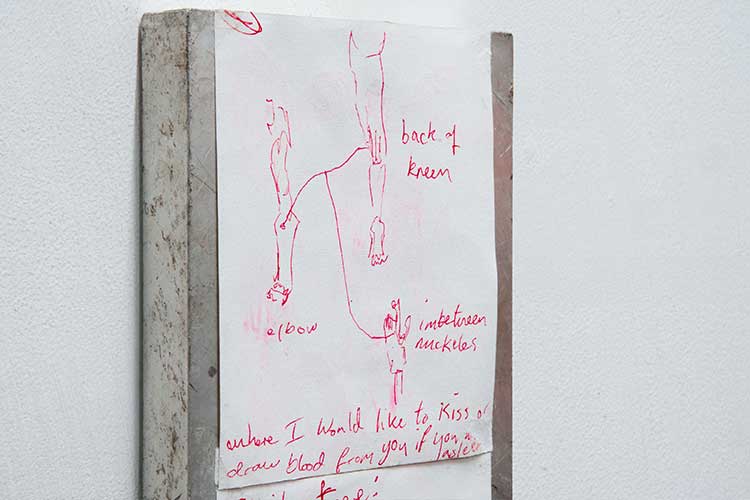 back of
kneen
elbow
inbetween
nuckeles
where I would like to kiss or
draw blood from you if you
asleep